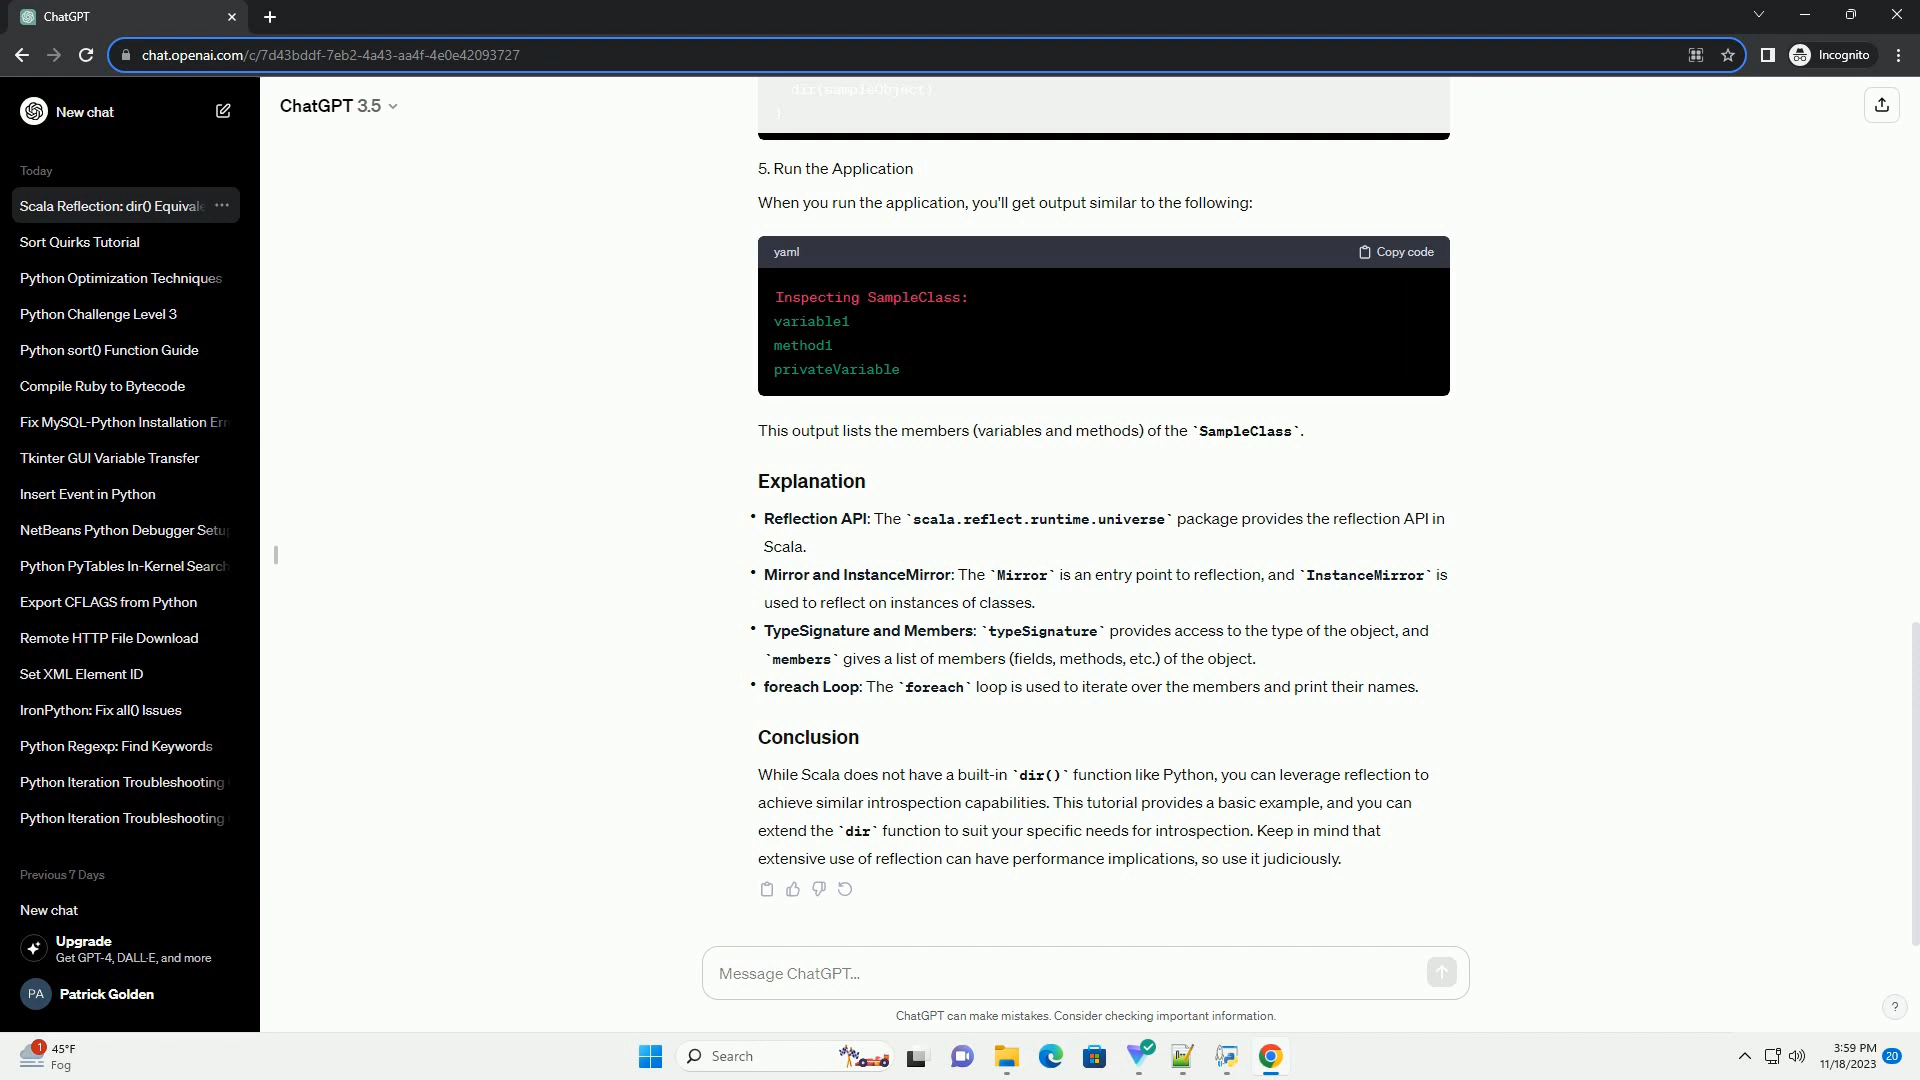 ChatGPT
chat.openai.com/c/7d43bddf-7eb2-4a43-aa4f-4e0e42093727
Incognito
New chat
Today
Scala Reflection: dir() Equivale
Sort Quirks Tutorial
Python Optimization Techniques
Python Challenge Level 3
Python sort() Function Guide
Compile Ruby to Bytecode
Fix MySQL-Python Installation Err
Tkinter GUI Variable Transfer
Insert Event in Python
NetBeans Python Debugger Setu
Python PyTables In-Kernel Search
Export CFLAGS from Python
Remote HTTP File Download
Set XML Element ID
IronPython: Fix all() Issues
Python Regexp: Find Keywords
Python Iteration Troubleshooting
Python Iteration Troubleshooting
Previous 7 Days
New chat
Upgrade
Get GPT-4, DALL·E, and more
PA Patrick Golden
ChatGPT 3.5
dir(sampleObject)
}
5. Run the Application
When you run the application, you'll get output similar to the following:
yaml Copy code
Inspecting SampleClass:
variable1
method1
privateVariable
This output lists the members (variables and methods) of the `SampleClass`.
Explanation
• Reflection API: The `scala.reflect.runtime.universe` package provides the reflection API in
Scala.
• Mirror and InstanceMirror: The `Mirror` is an entry point to reflection, and `InstanceMirror` is
used to reflect on instances of classes.
• TypeSignature and Members: `typeSignature` provides access to the type of the object, and
`members` gives a list of members (fields, methods, etc.) of the object.
• foreach Loop: The `foreach` loop is used to iterate over the members and print their names.
Conclusion
While Scala does not have a built-in `dir()` function like Python, you can leverage reflection to
achieve similar introspection capabilities. This tutorial provides a basic example, and you can
extend the `dir` function to suit your specific needs for introspection. Keep in mind that
extensive use of reflection can have performance implications, so use it judiciously.
Message ChatGPT...
ChatGPT can make mistakes. Consider checking important information.
?
1
45°F
Fog
Search
3:59 PM
11/18/2023
20